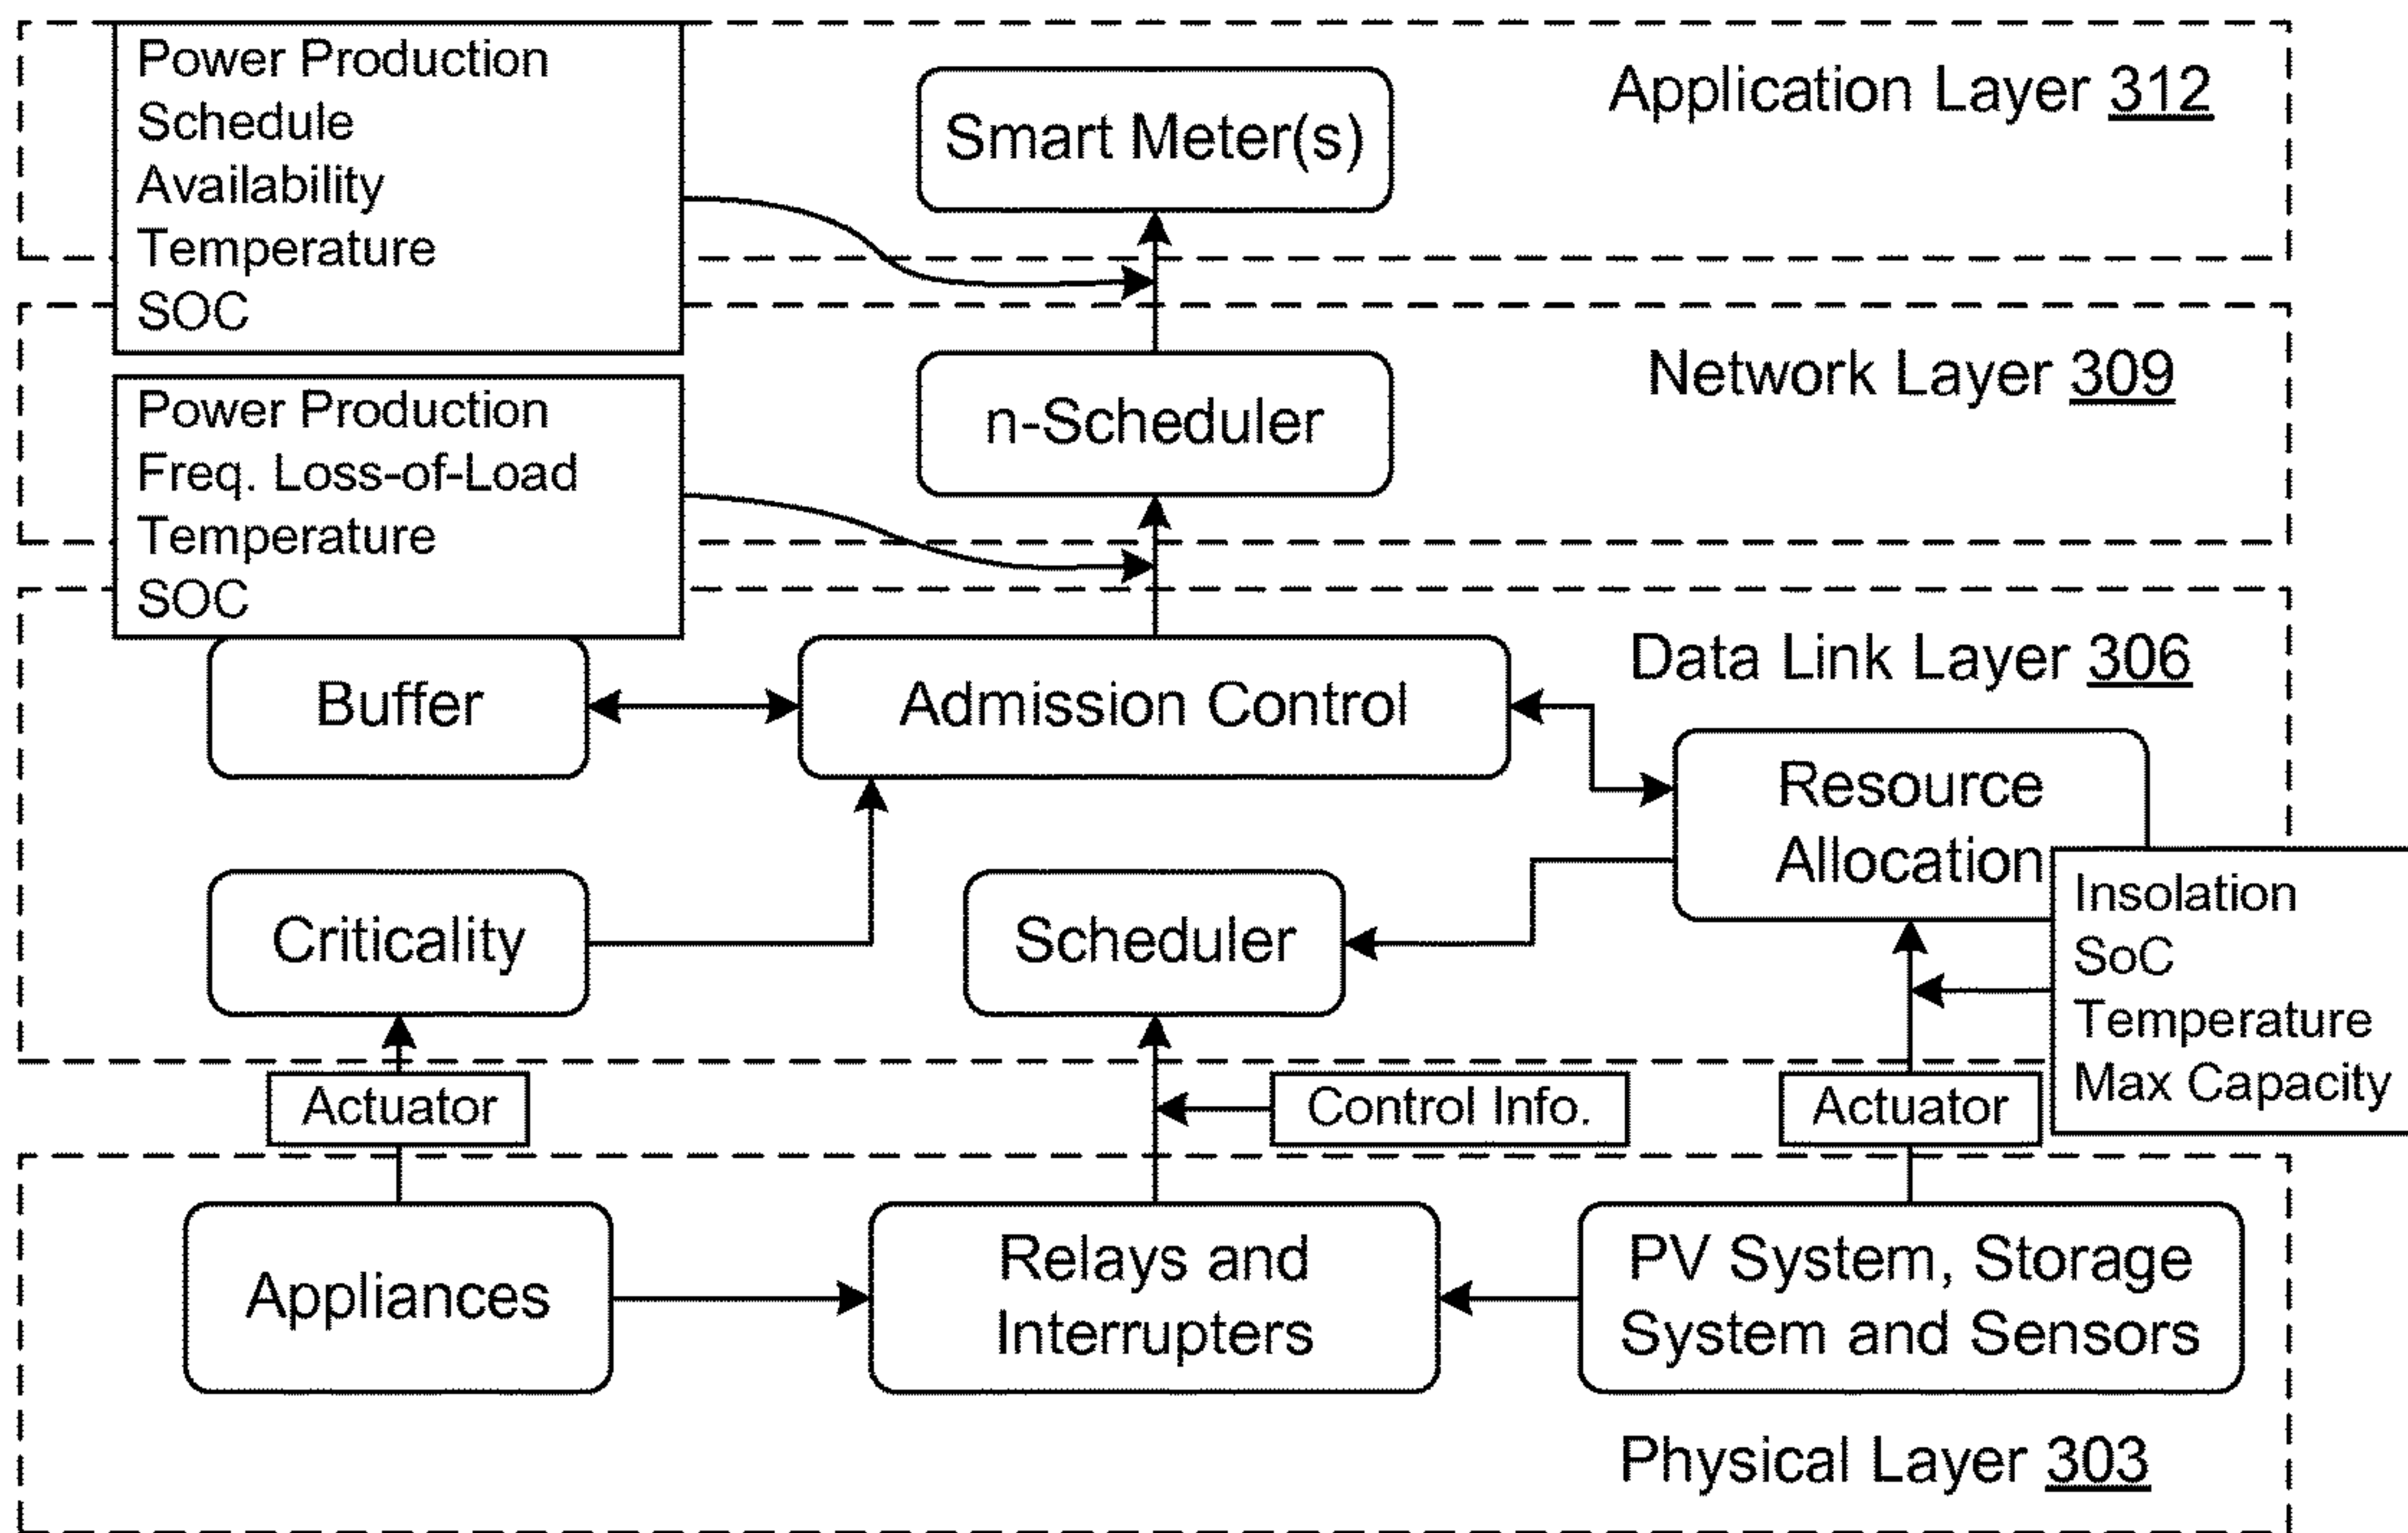 Power Production
Schedule
Availability
Temperature
SOC
Smart Meter(s)
Application Layer 312
n-Scheduler
Network Layer 309
Power Production
Freq. Loss-of-Load
Temperature
SOC
Data Link Layer 306
Buffer
Admission Control
Resource
Allocation
Criticality
Scheduler
Insolation
SoC
Temperature
Max Capacity
Actuator
Control Info.
Actuator
Appliances
Relays and
Interrupters
PV System, Storage
System and Sensors
Physical Layer 303